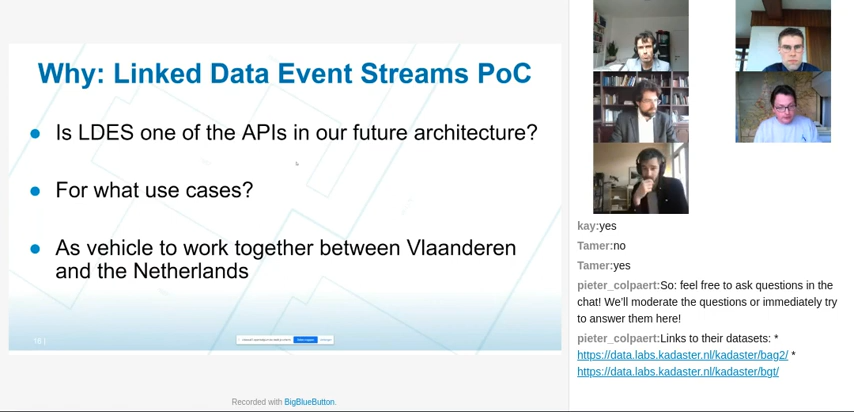 Why: Linked Data Event Streams PoC
Is LDES one of the APIs in our future architecture?
For what use cases?
As vehicle to work together between Vlaanderen
and the Netherlands
Recorded with BigBlueButton.
kay:yes
Tamer:no
Tamer:yes
pieter_colpaert:So: feel free to ask questions in the
chat! We'll moderate the questions or immediately try
to answer them here!
pieter_colpaert:Links to their datasets: *
https://data.labs.kadaster.nl/kadaster/bag2/ *
https://data.labs.kadaster.nl/kadaster/bgt/